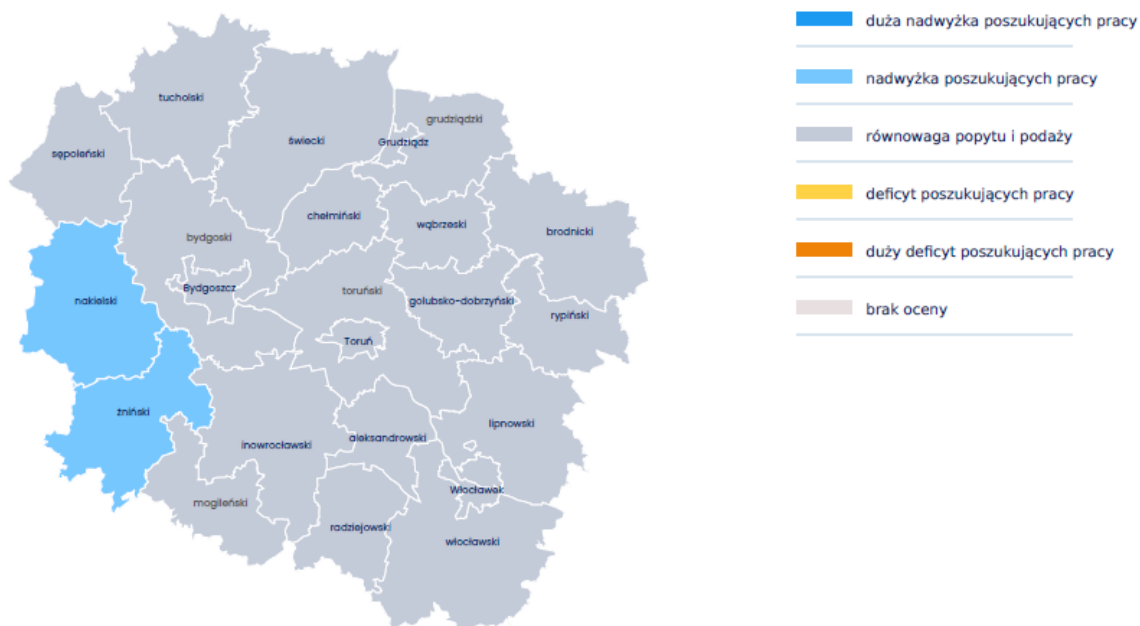 duża nadwyżka poszukujących pracy
nadwyżka poszukujących pracy
równowaga popytu i podaży
deficyt poszukujących pracy
duży deficyt poszukujących pracy
brak oceny
tucholski
grudziądzki
świecki
Grudziądz
sępoleński
chełmiński
wąbrzeski
brodnicki
bydgoski
Bydgoszcz
toruński
nakielski
golubsko-dobrzyński
rypiński
Toruń
żniński
lipnowski
inowrocławski
aleksandrowski
Włocławek
mogileński
radziejowski
włocławski